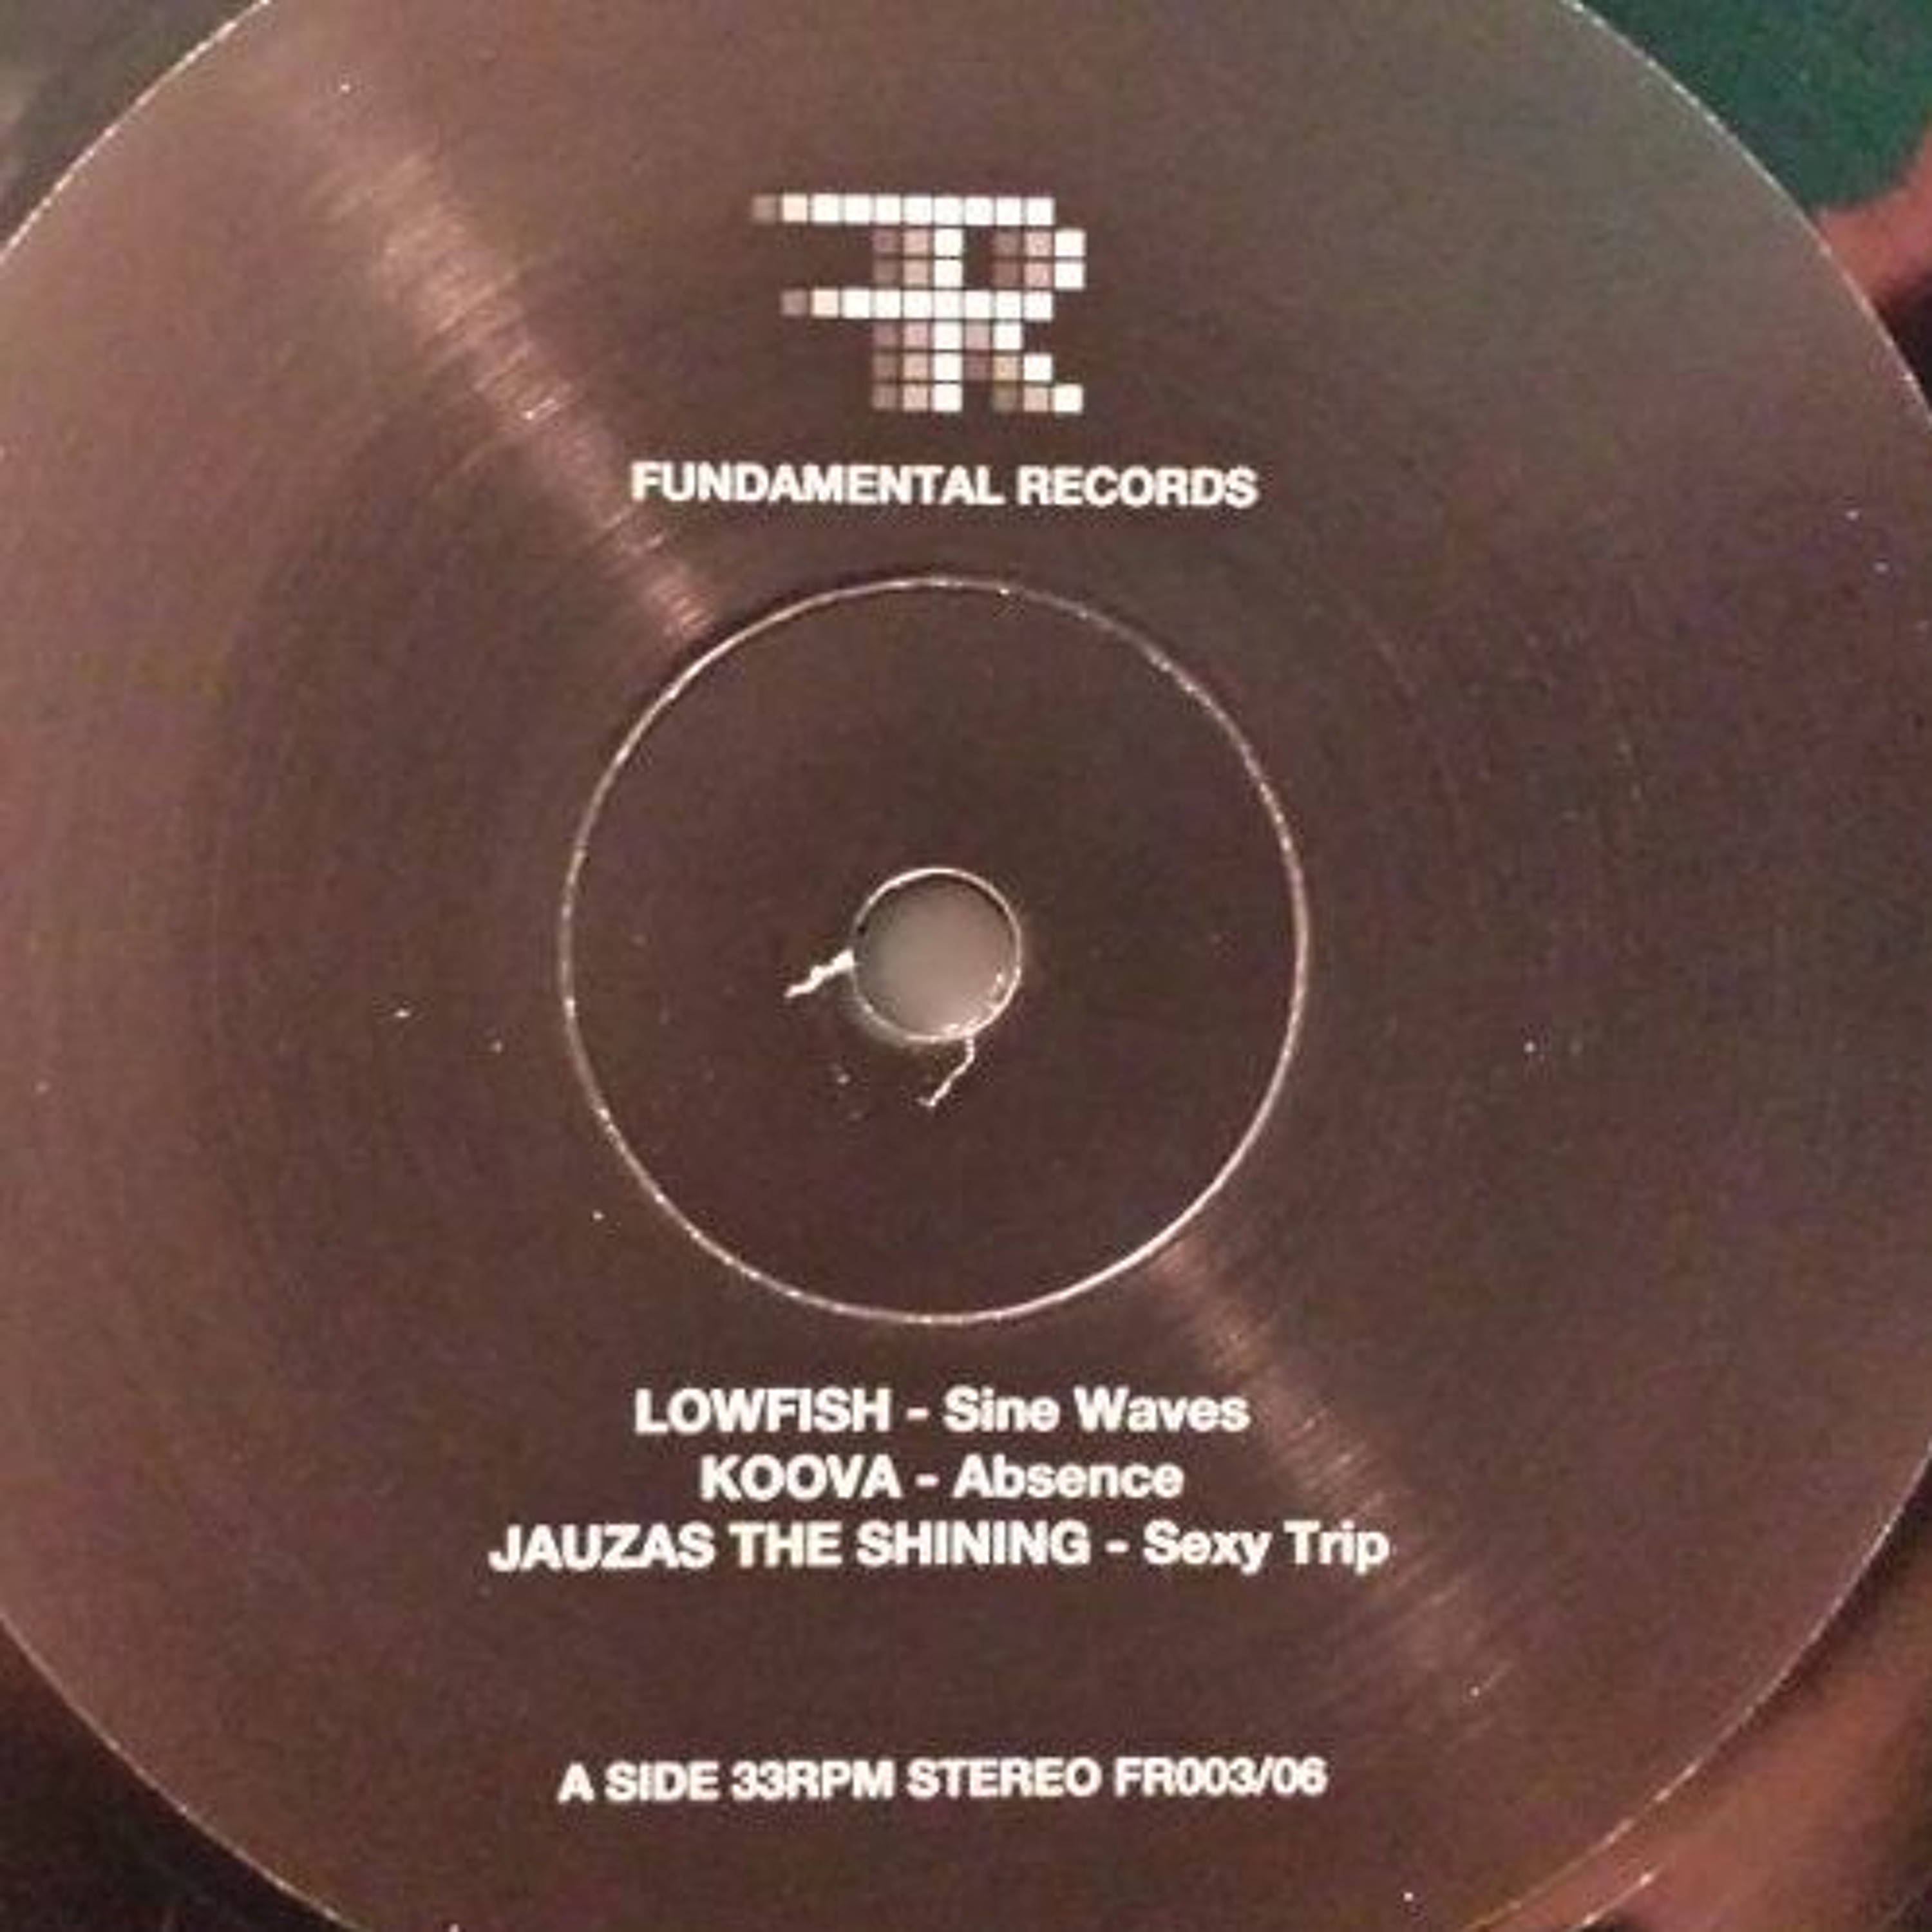 FUNDAMENTAL RECORDS
LOWFISH - Sine Waves
KOOVA - Absence
JAUZAS THE SHINING - Sexy Trip
A SIDE 33RPM STEREO FR003/06